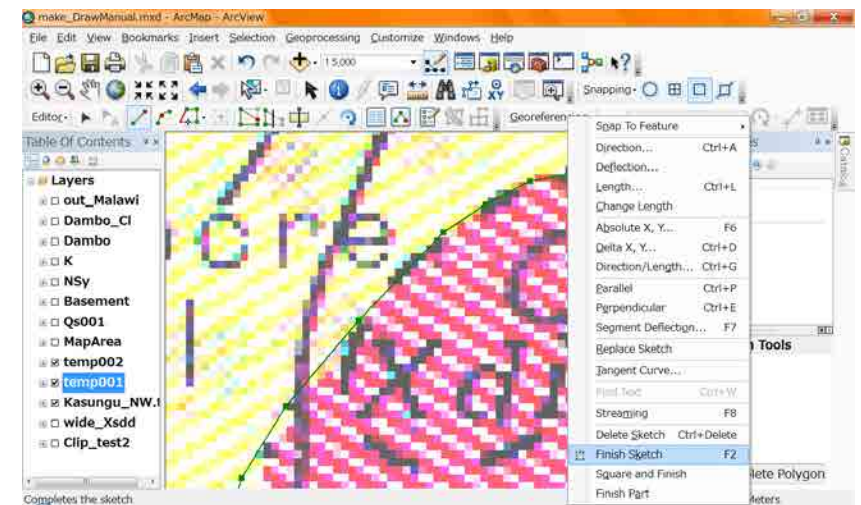 make_DrawManual.mxd - ArcMap - ArcView
File Edit View Bookmarks Insert Selection Geoprocessing Customize Windows Help
1:5,000
Snapping
Editor
Table Of Contents
Catalog
Layers
out_Malawi
Dambo_Cl
Dambo
K
NSy
Basement
Qs001
MapArea
temp002
temp001
Kasungu_NW.
wide_Xsdd
Clip_test2
ore
Snap To Feature
Direction... Ctrl+A
Deflection...
Length... Ctrl+L
Change Length
Absolute X, Y... F6
Delta X, Y... Ctrl+D
Direction/Length... Ctrl+G
Parallel Ctrl+P
Perpendicular Ctrl+E
Segment Deflection... F7
Replace Sketch
Tangent Curve...
Find Text Ctrl+W
Streaming F8
Delete Sketch Ctrl+Delete
Finish Sketch F2
Square and Finish
Finish Part
Tools
Polygon
Completes the sketch
Meters